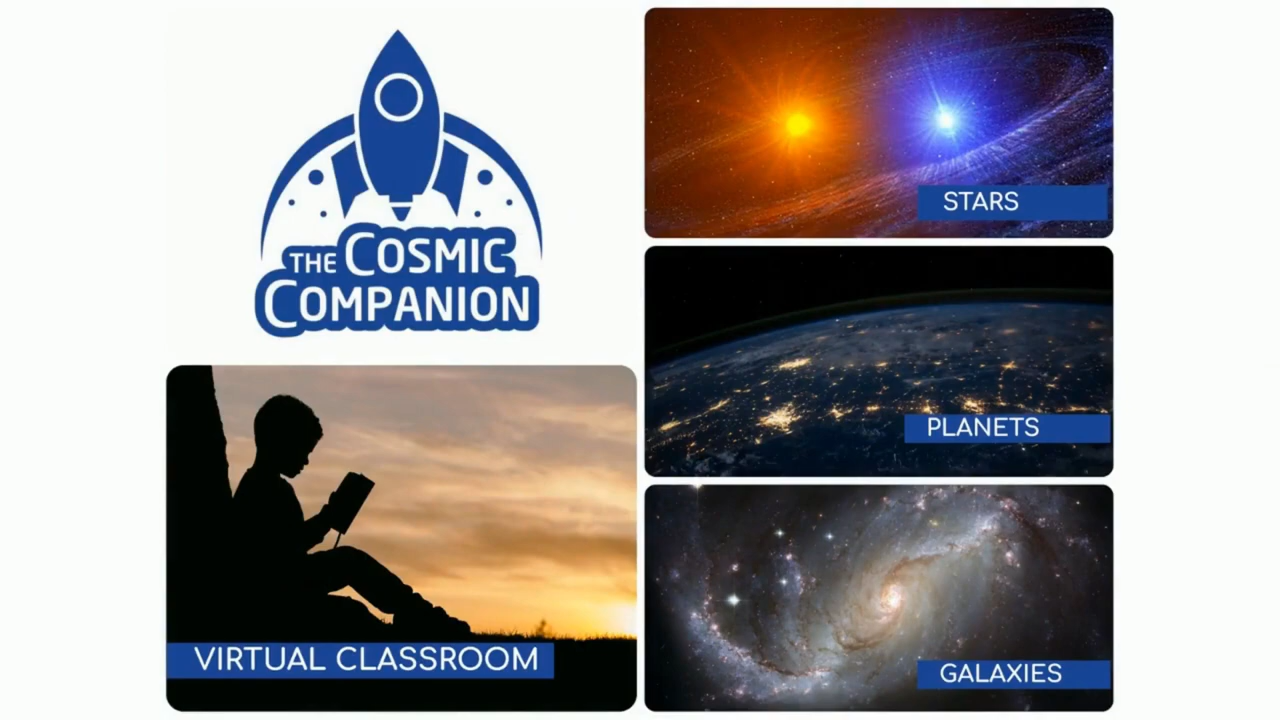 THE COSMIC
COMPANION
VIRTUAL CLASSROOM
STARS
PLANETS
GALAXIES